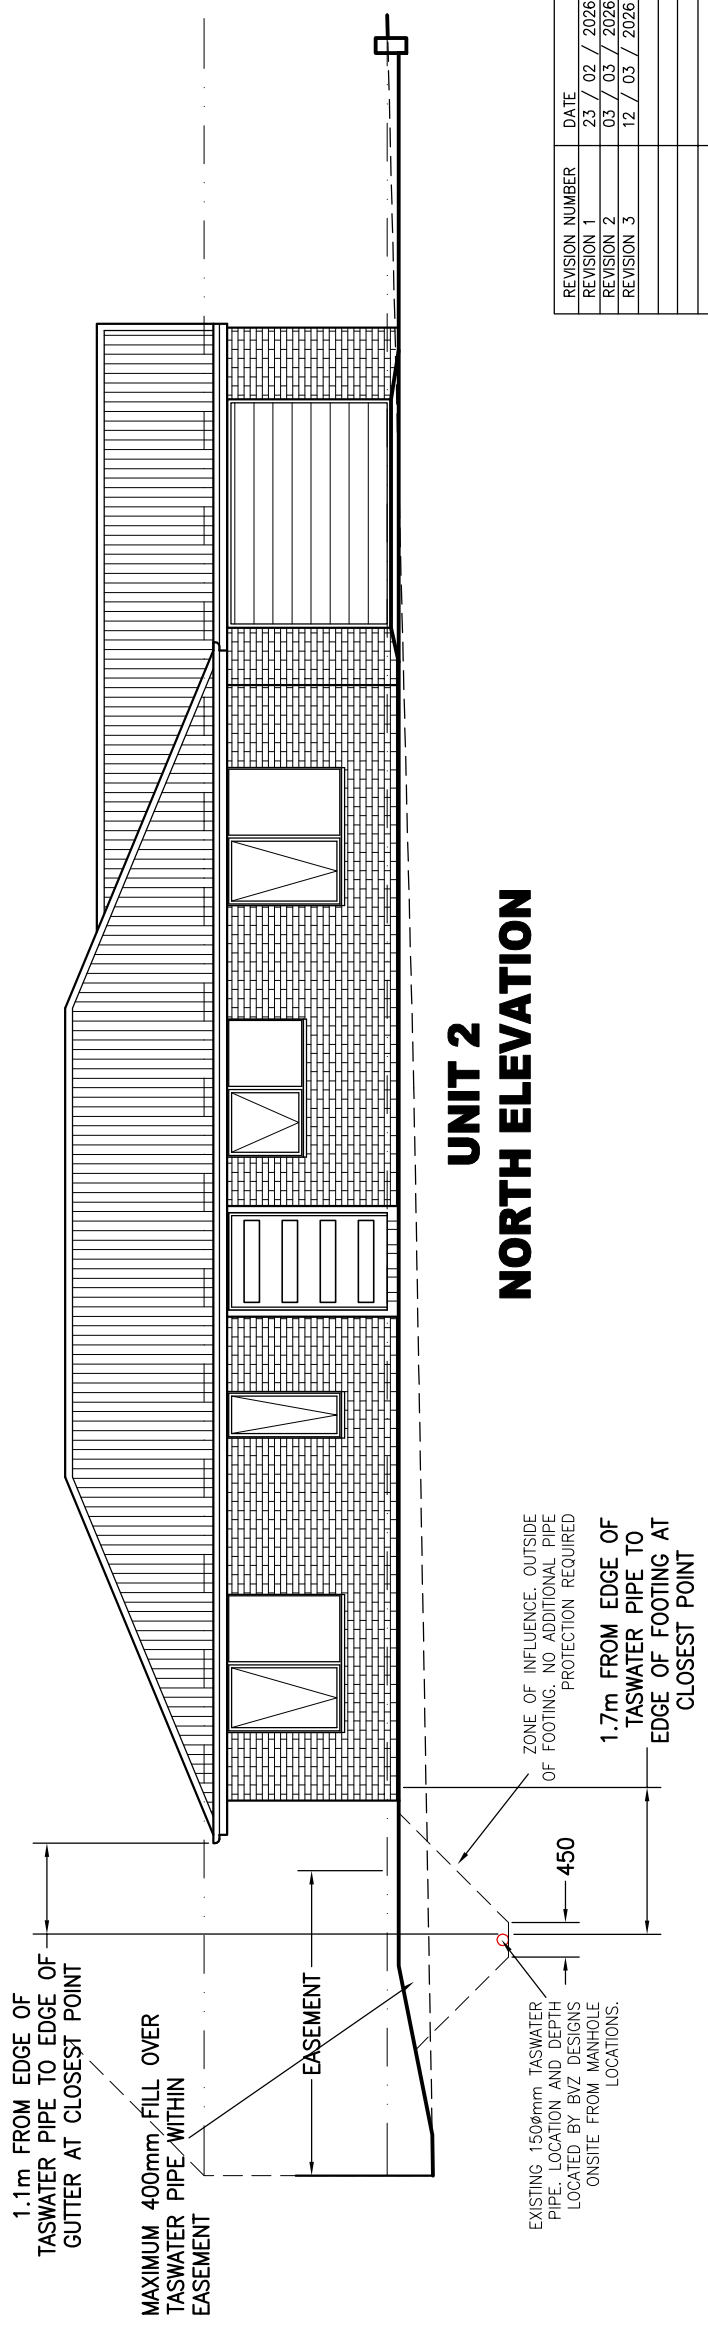 1.1m FROM EDGE OF
TASWATER PIPE TO EDGE OF
GUTTER AT CLOSEST POINT
MAXIMUM 400mm FILL OVER
TASWATER PIPE WITHIN
EASEMENT
EASEMENT
EXISTING 150ømm TASWATER
PIPE. LOCATION AND DEPTH
LOCATED BY BVZ DESIGNS
ONSITE FROM MANHOLE
LOCATIONS.
450
ZONE OF INFLUENCE. OUTSIDE
OF FOOTING. NO ADDITIONAL PIPE
PROTECTION REQUIRED
1.7m FROM EDGE OF
TASWATER PIPE TO
EDGE OF FOOTING AT
CLOSEST POINT
UNIT 2
NORTH ELEVATION
REVISION NUMBER DATE
REVISION 1 23 / 02 / 2026
REVISION 2 03 / 03 / 2026
REVISION 3 12 / 03 / 2026